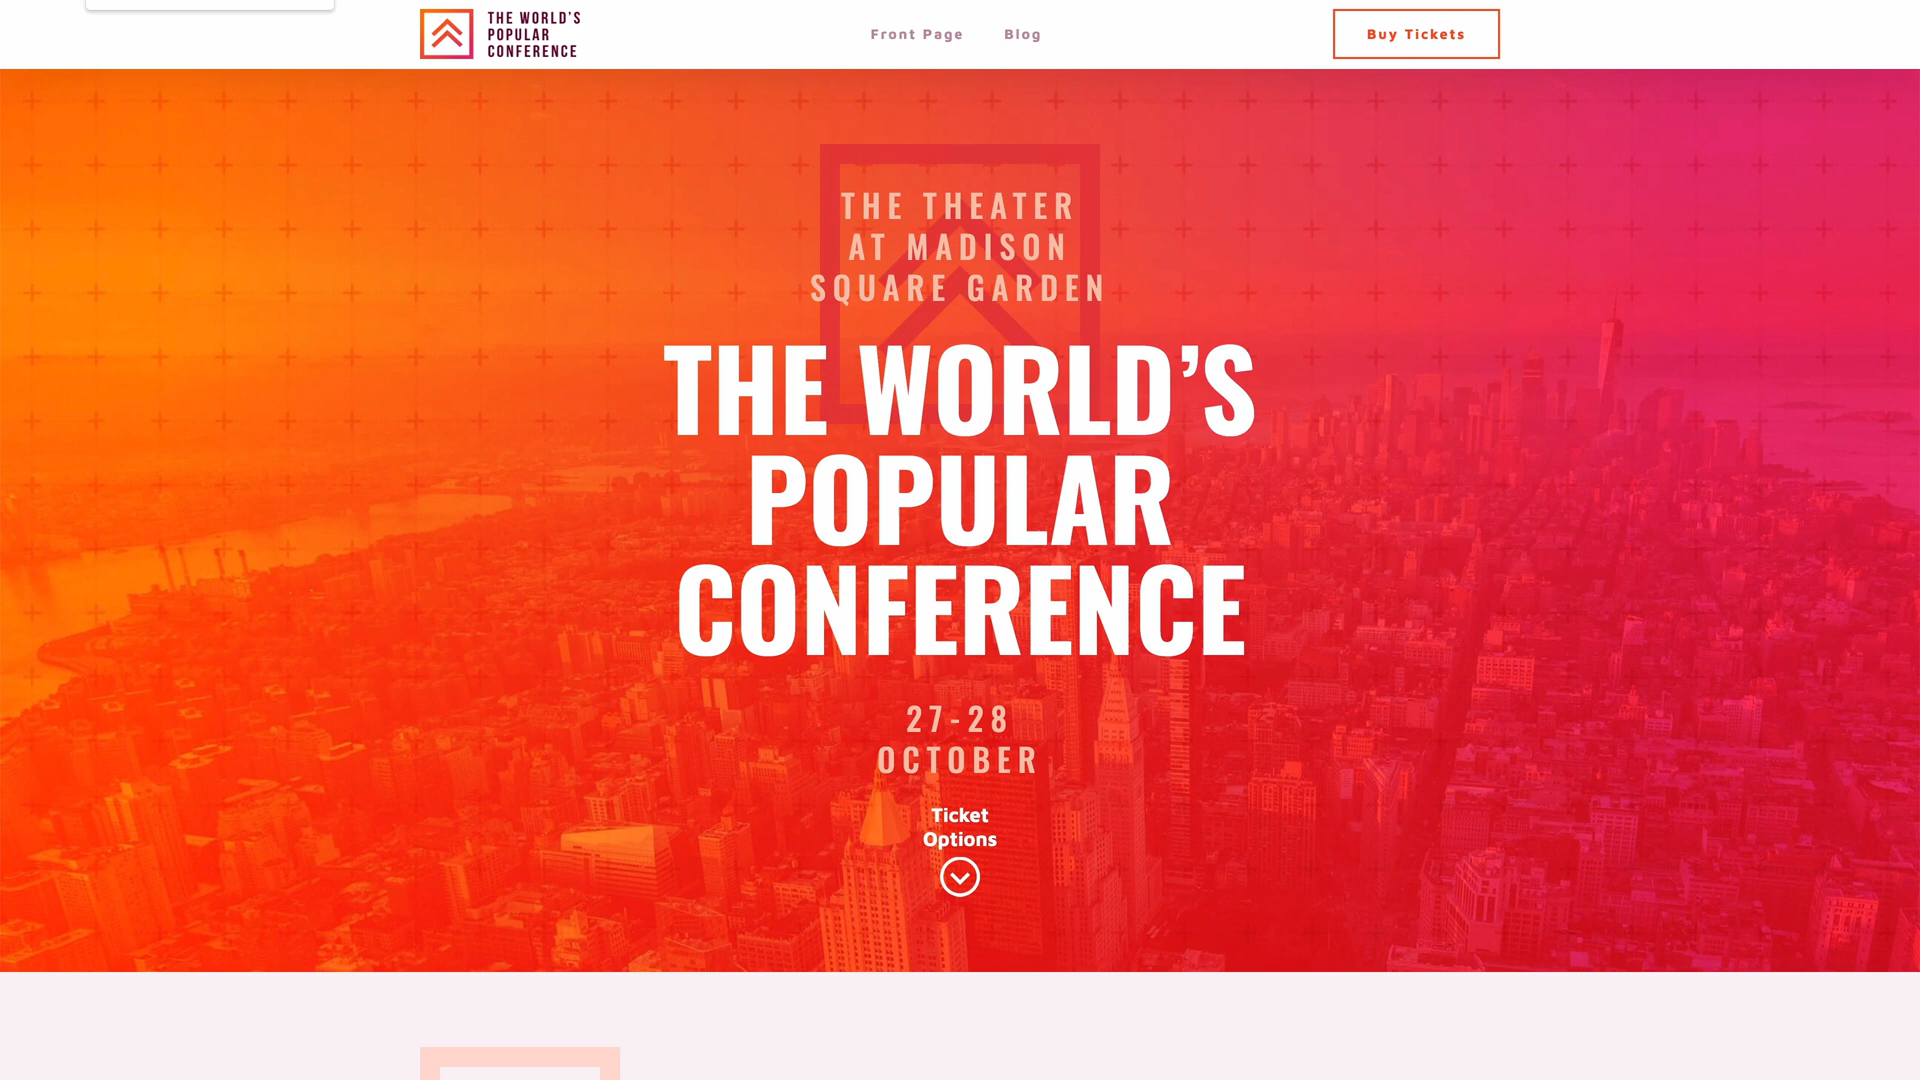 THE WORLD’S
POPULAR
CONFERENCE
Front Page
Blog
Buy Tickets
THE THEATER
AT MADISON
SQUARE GARDEN
THE WORLD’S
POPULAR
CONFERENCE
27-28
OCTOBER
Ticket
Options